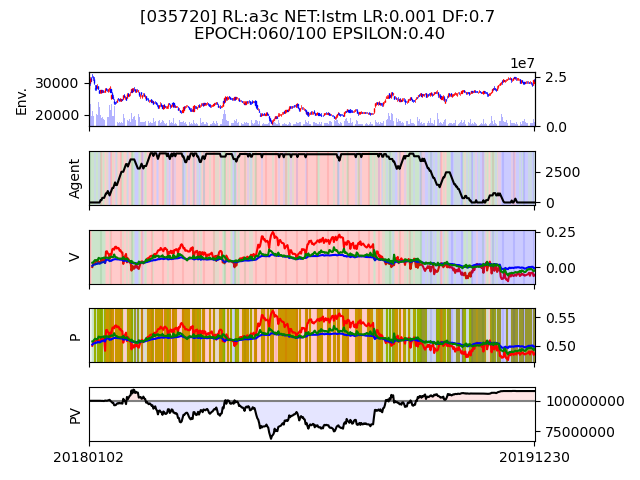 [035720] RL:a3c NET:lstm LR:0.001 DF:0.7
EPOCH:060/100 EPSILON:0.40
1e7
Env.
30000
20000
2.5
0.0
Agent
2500
0
V
0.25
0.00
P
0.55
0.50
PV
100000000
75000000
20180102
20191230